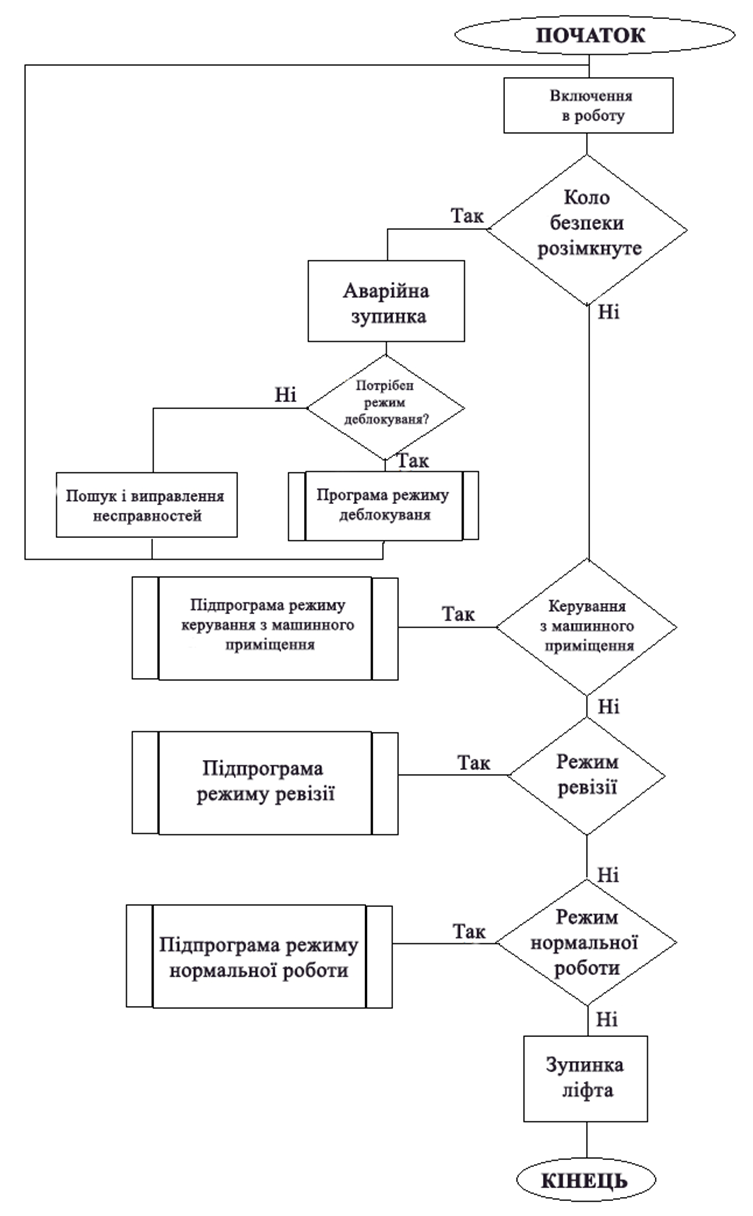 ПОЧАТОК
Включення
в роботу
Коло
безпеки
розімкнуте
Так
Ні
Аварійна
зупинка
Потрібен
режим
деблокуваня?
Ні
Так
Пошук і виправлення
несправностей
Програма режиму
деблокуваня
Керування
з машинного
приміщення
Так
Підпрограма режиму
керування з машинного
приміщення
Ні
Режим
ревізії
Так
Підпрограма
режиму ревізії
Ні
Режим
нормальної
роботи
Так
Підпрограма режиму
нормальної роботи
Ні
Зупинка
ліфта
КІНЕЦЬ